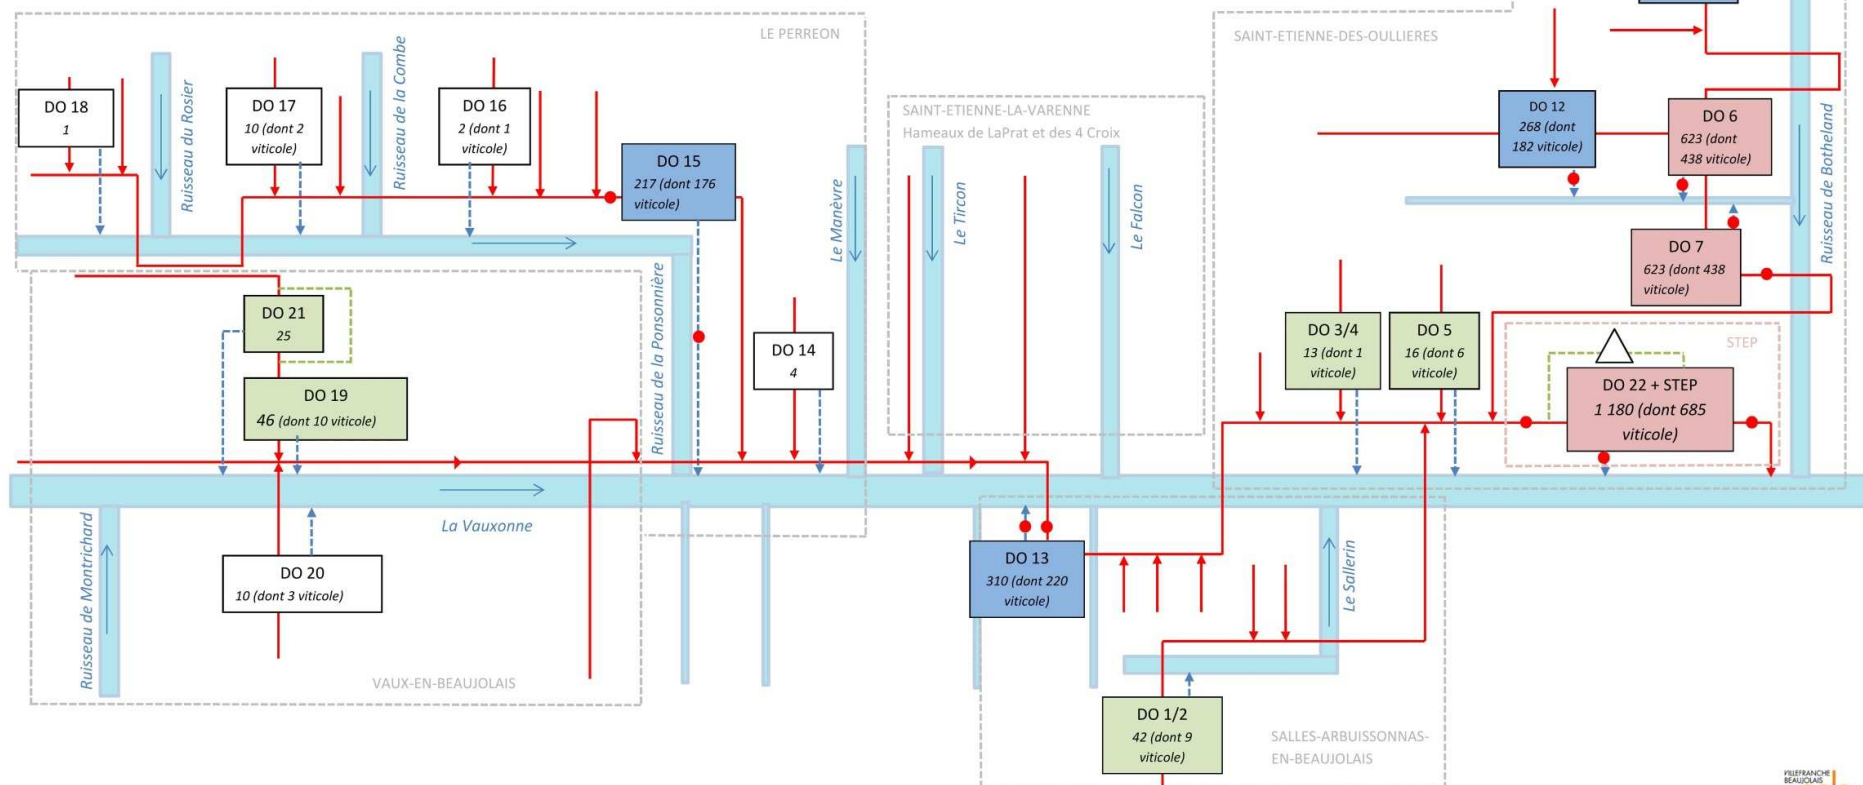 LE PERREON
SAINT-ETIENNE-DES-OULLIERES
DO 18
1
Ruisseau du Rosier
DO 17
10 (dont 2
viticole)
Ruisseau de la Combe
DO 16
2 (dont 1
viticole)
DO 15
217 (dont 176
viticole)
Le Manèvre
SAINT-ETIENNE-LA-VARENNE
Hameaux de LaPrat et des 4 Croix
Le Tircon
Le Falcon
DO 12
268 (dont
182 viticole)
DO 6
623 (dont
438 viticole)
Ruisseau de Botheland
DO 7
623 (dont 438
viticole)
DO 21
25
DO 19
46 (dont 10 viticole)
Ruisseau de la Ponsonnière
DO 14
4
DO 3/4
13 (dont 1
viticole)
DO 5
16 (dont 6
viticole)
STEP
DO 22 + STEP
1 180 (dont 685
viticole)
La Vauxonne
Ruisseau de Montrichard
DO 20
10 (dont 3 viticole)
VAUX-EN-BEAUJOLAIS
DO 13
310 (dont 220
viticole)
Le Sallerin
DO 1/2
42 (dont 9
viticole)
SALLES-ARBUISSONNAS-
EN-BEAUJOLAIS
VILLEFRANCHE
BEAUJOLAIS